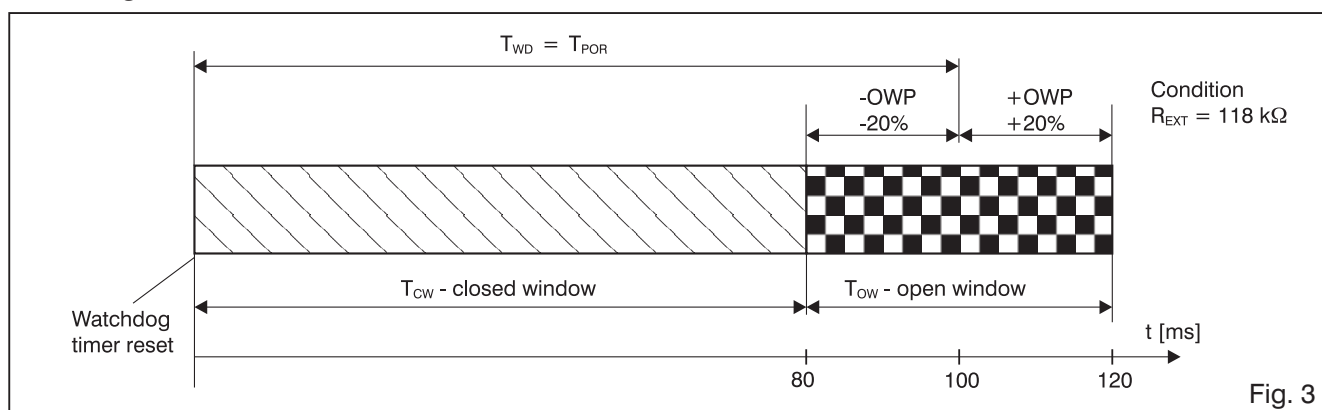 T_WD = T_POR
-OWP
-20%
+OWP
+20%
Condition
R_EXT = 118 kΩ
T_CW - closed window
T_OW - open window
Watchdog
timer reset
t [ms]
80
100
120
Fig. 3